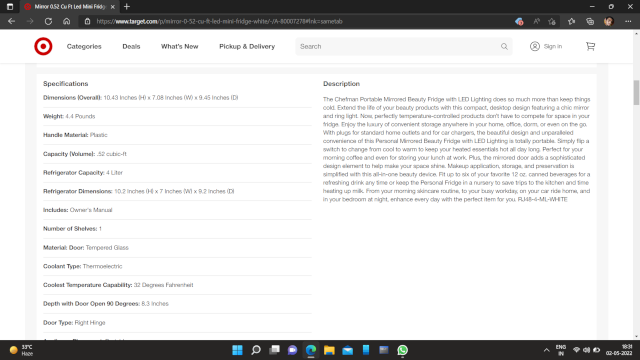 Mirror 0.52 Cu Ft Led Mini Fridg
https://www.target.com/p/mirror-0-52-cu-ft-led-mini-fridge-white/-/A-80007278#lnk=sametab
Categories Deals What's New Pickup & Delivery Search Sign in
Specifications
Dimensions (Overall): 10.43 Inches (H) x 7.08 Inches (W) x 9.45 Inches (D)
Weight: 4.4 Pounds
Handle Material: Plastic
Capacity (Volume): .52 cubic-ft
Refrigerator Capacity: 4 Liter
Refrigerator Dimensions: 10.2 Inches (H) x 7 Inches (W) x 9.2 Inches (D)
Includes: Owner's Manual
Number of Shelves: 1
Material: Door: Tempered Glass
Coolant Type: Thermoelectric
Coolest Temperature Capability: 32 Degrees Fahrenheit
Depth with Door Open 90 Degrees: 8.3 Inches
Door Type: Right Hinge
Description
The Chefman Portable Mirrored Beauty Fridge with LED Lighting does so much more than keep things
cold. Extend the life of your beauty products with this compact, desktop design featuring a chic mirror
and ring light. Now, perfectly temperature-controlled products don't have to compete for space in your
fridge. Enjoy the luxury of convenient storage anywhere in your home, office, dorm, or even on the go.
With plugs for standard home outlets and for car chargers, the beautiful design and unparalleled
convenience of this Personal Mirrored Beauty Fridge with LED Lighting is totally portable. Simply flip a
switch to change from cool to warm to keep your heated essentials hot all day long. Perfect for your
morning coffee and even for storing your lunch at work. Plus, the mirrored door adds a sophisticated
design element to help make your space shine. Makeup application, storage, and preservation is
simplified with this all-in-one beauty device. Fit up to six of your favorite 12 oz. canned beverages for a
refreshing drink any time or keep the Personal Fridge in a nursery to save trips to the kitchen and time
heating up milk. From your morning skincare routine, to your busy workday, on your car ride home, and
in your bedroom at night, enhance every day with the perfect item for you. RJ48-4-ML-WHITE
33°C
Haze
ENG
IN
18:31
02-05-2022